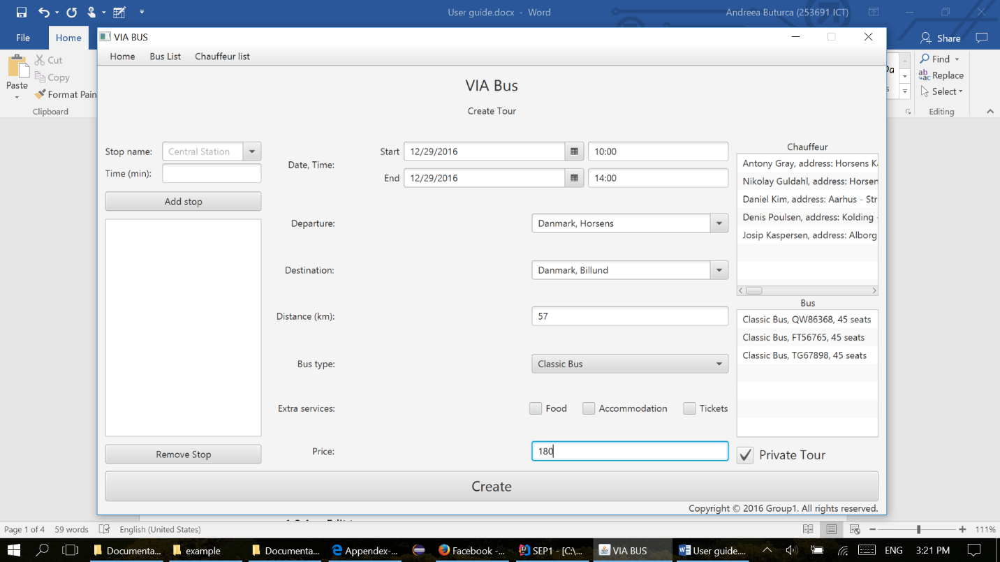 User guide.docx - Word
Andreea Buturca (253691 ICT)
File
Home
Share
Cut
Copy
Paste
Format Pain
Clipboard
Find
Replace
Select
Editing
VIA BUS
Home
Bus List
Chauffeur list
VIA Bus
Create Tour
Stop name:
Central Station
Time (min):
Add stop
Remove Stop
Date, Time:
Start
12/29/2016
10:00
End
12/29/2016
14:00
Departure:
Danmark, Horsens
Destination:
Danmark, Billund
Distance (km):
57
Bus type:
Classic Bus
Extra services:
Food
Accommodation
Tickets
Price:
180
Chauffeur
Antony Gray, address: Horsens K
Nikolay Guldahl, address: Horsen
Daniel Kim, address: Aarhus - Str
Denis Poulsen, address: Kolding -
Josip Kaspersen, address: Alborg
Bus
Classic Bus, QW86368, 45 seats
Classic Bus, FT56765, 45 seats
Classic Bus, TG67898, 45 seats
Private Tour
Create
Copyright © 2016 Group1. All rights reserved.
Page 1 of 4
59 words
English (United States)
111%
Documenta...
example
Documenta...
Appendex-...
Facebook -...
SEP1 - [C:\...
VIA BUS
User guide....
ENG
3:21 PM